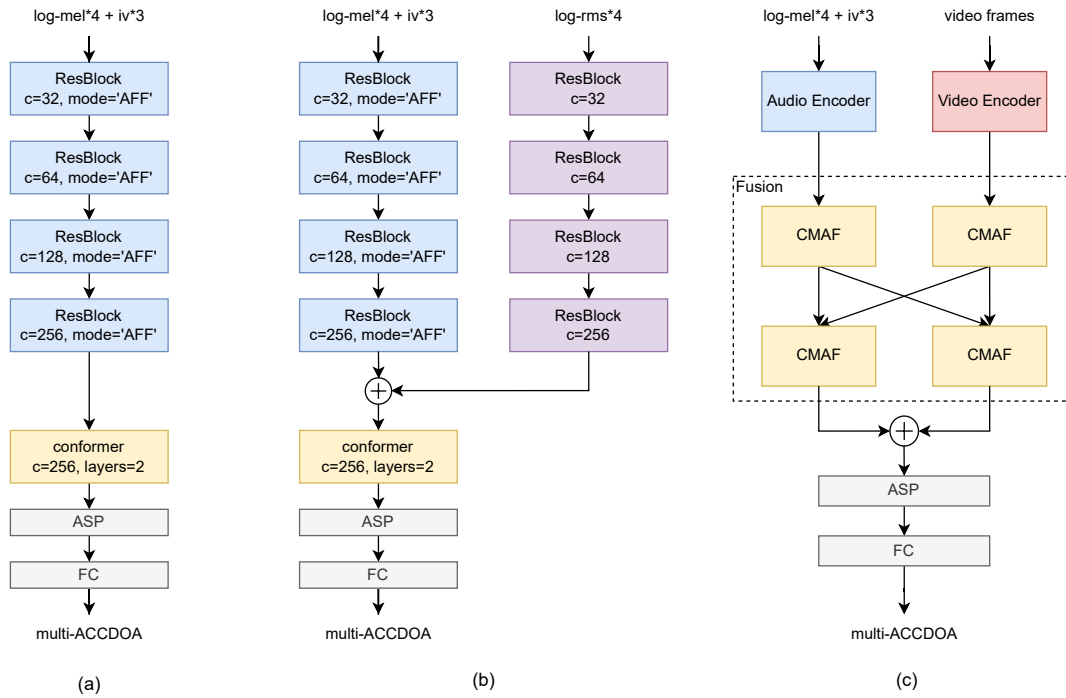 log-mel*4 + iv*3
ResBlock
c=32, mode='AFF'
ResBlock
c=64, mode='AFF'
ResBlock
c=128, mode='AFF'
ResBlock
c=256, mode='AFF'
conformer
c=256, layers=2
ASP
FC
multi-ACCDOA
(a)
log-mel*4 + iv*3
log-rms*4
ResBlock
c=32, mode='AFF'
ResBlock
c=32
ResBlock
c=64, mode='AFF'
ResBlock
c=64
ResBlock
c=128, mode='AFF'
ResBlock
c=128
ResBlock
c=256, mode='AFF'
ResBlock
c=256
conformer
c=256, layers=2
ASP
FC
multi-ACCDOA
(b)
log-mel*4 + iv*3
video frames
Audio Encoder
Video Encoder
Fusion
CMAF
CMAF
CMAF
CMAF
ASP
FC
multi-ACCDOA
(c)